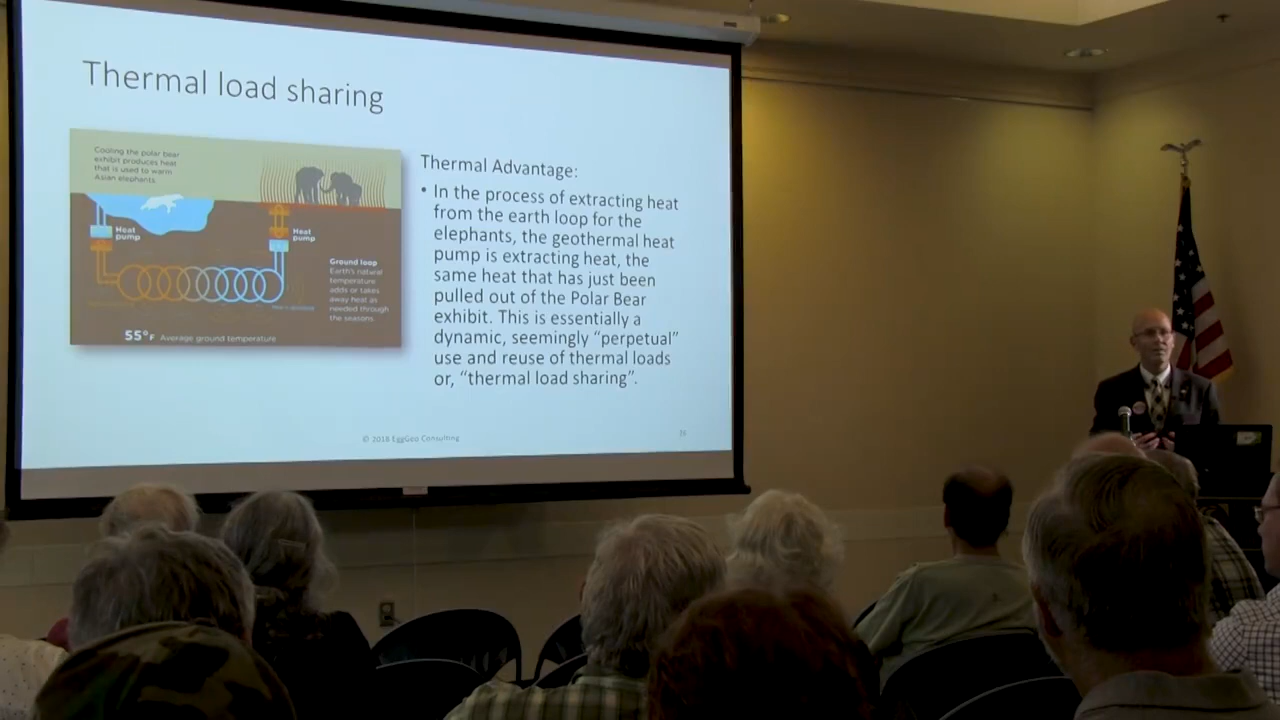 Thermal load sharing
Cooling the polar bear
exhibit produces heat
that is used to warm
Asian elephants.
Heat
pump
Heat
pump
Ground loop
Earth's natural
temperature
adds or takes
away heat as
needed through
the seasons.
55°F Average ground temperature
Thermal Advantage:
• In the process of extracting heat
from the earth loop for the
elephants, the geothermal heat
pump is extracting heat, the
same heat that has just been
pulled out of the Polar Bear
exhibit. This is essentially a
dynamic, seemingly “perpetual”
use and reuse of thermal loads
or, “thermal load sharing”.
© 2018 EggGeo Consulting